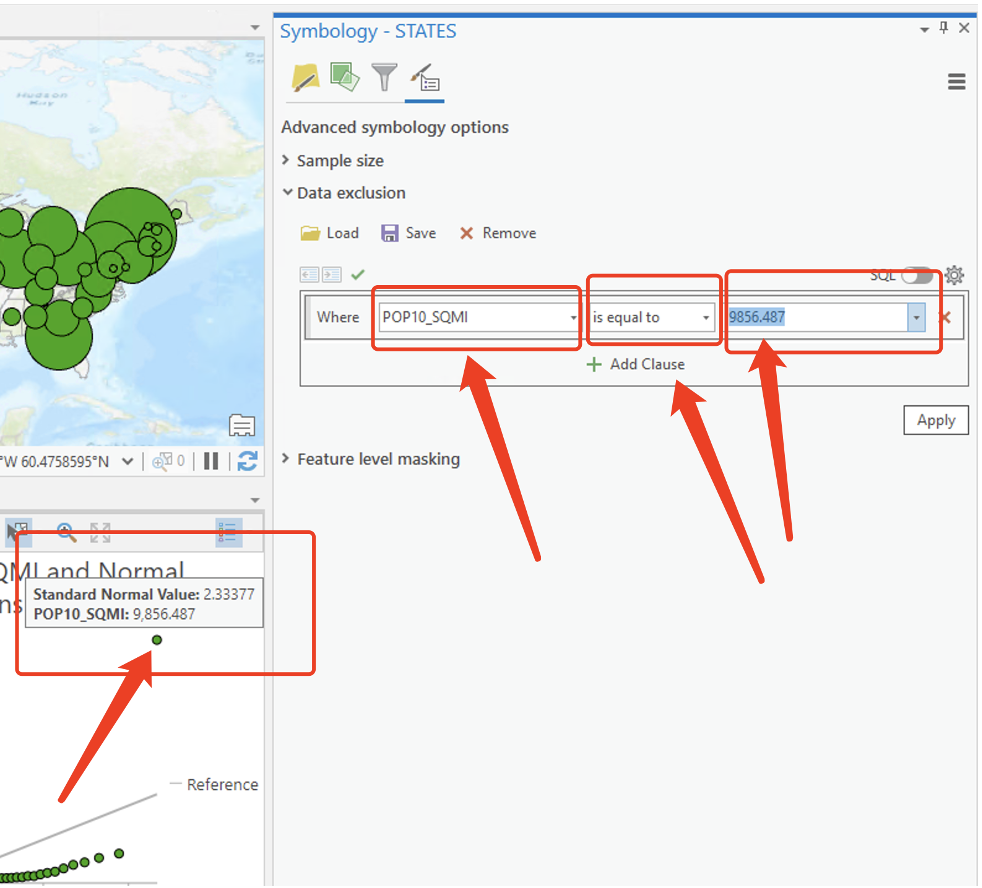 Symbology - STATES
Advanced symbology options
Sample size
Data exclusion
Load Save Remove
SQL
Where POP10_SQMI is equal to 9856.487
Add Clause
Apply
Feature level masking
Hudson
Bay
°W 60.4758595°N 0
QMI and Normal
ns
Standard Normal Value: 2.33377
POP10_SQMI: 9,856.487
Reference